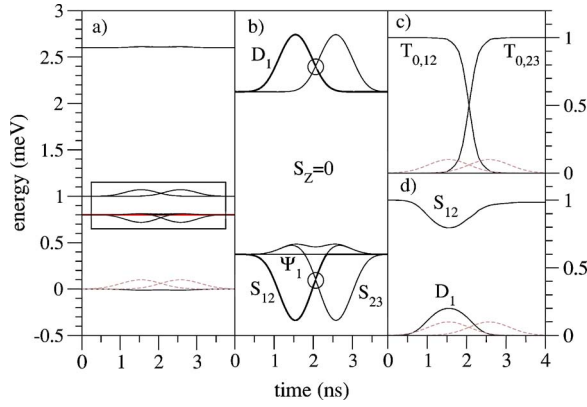 a)
b)
c)
3
2.5
2
1.5
1
0.5
0
-0.5
energy (meV)
D1
SZ=0
Ψ1
S12
S23
T0,12
T0,23
1
0.5
0
d)
S12
D1
1
0.5
0
0 1 2 3
0 1 2 3
0 1 2 3 4
time (ns)